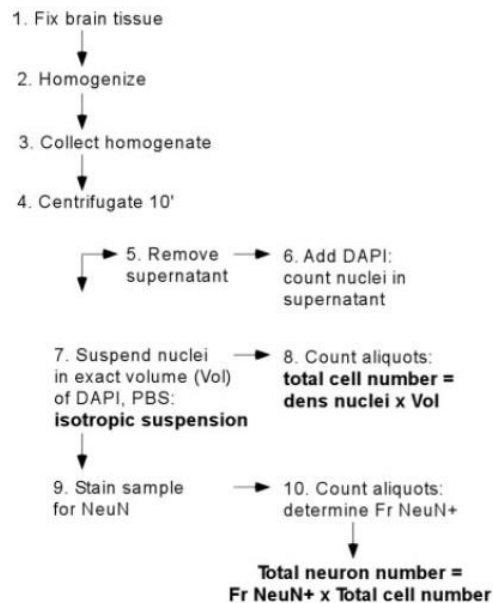 1. Fix brain tissue
2. Homogenize
3. Collect homogenate
4. Centrifugate 10'
5. Remove
supernatant
6. Add DAPI:
count nuclei in
supernatant
7. Suspend nuclei
in exact volume (Vol)
of DAPI, PBS:
isotropic suspension
8. Count aliquots:
total cell number =
dens nuclei x Vol
9. Stain sample
for NeuN
10. Count aliquots:
determine Fr NeuN+
Total neuron number =
Fr NeuN+ x Total cell number